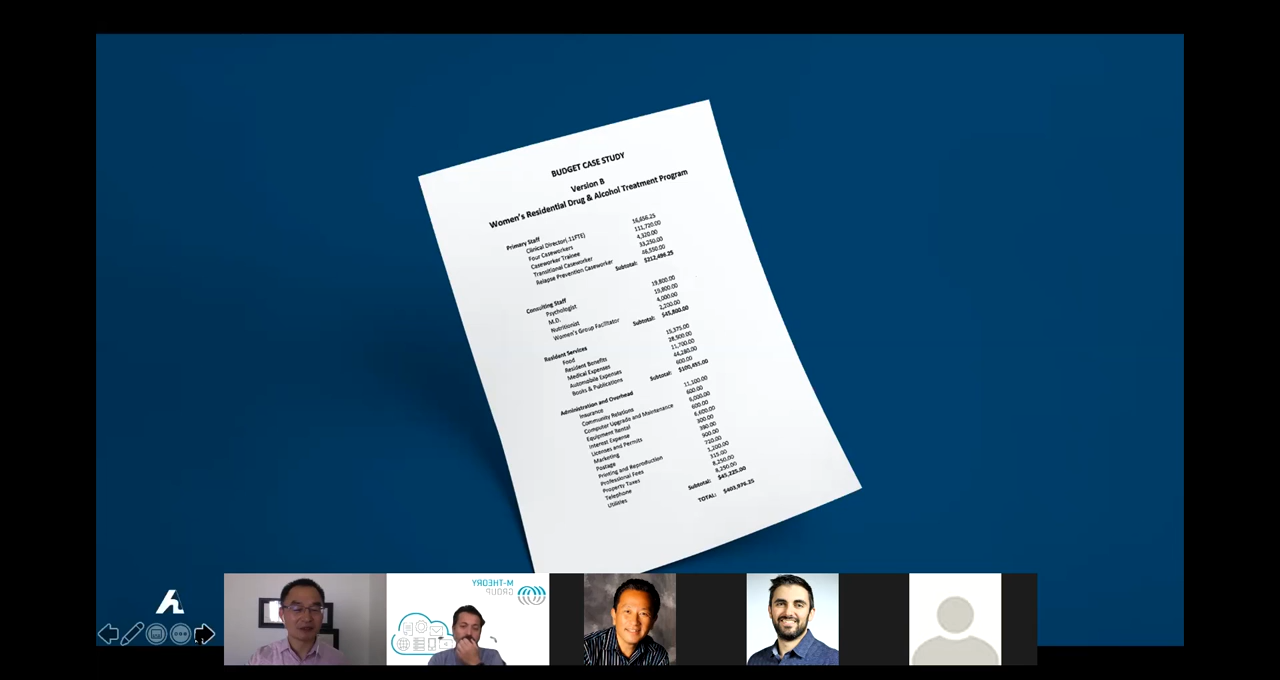 BUDGET CASE STUDY
Version B
Women's Residential Drug & Alcohol Treatment Program
Primary Staff
Clinical Director(.11FTE) 16,656.25
Four Caseworkers 111,720.00
Caseworker Trainee 4,320.00
Transitional Caseworker 33,250.00
Relapse Prevention Caseworker 46,550.00
Subtotal: $212,496.25
Consulting Staff
Psychologist 19,800.00
M.D. 19,800.00
Nutritionist 4,000.00
Women's Group Facilitator 2,200.00
Subtotal: $45,800.00
Resident Services
Food 15,375.00
Resident Benefits 28,500.00
Medical Expenses 11,700.00
Automobile Expenses 44,280.00
Books & Publications 600.00
Subtotal: $100,455.00
Administration and Overhead
Insurance 11,100.00
Community Relations 600.00
Computer Upgrade and Maintenance 6,000.00
Equipment Rental 600.00
Interest Expense 6,600.00
Licenses and Permits 300.00
Marketing 390.00
Postage 900.00
Printing and Reproduction 720.00
Professional Fees 1,200.00
Property Taxes 315.00
Telephone 8,250.00
Utilities 8,250.00
Subtotal: $45,225.00
TOTAL: $403,976.25
M-THEORY
GROUP